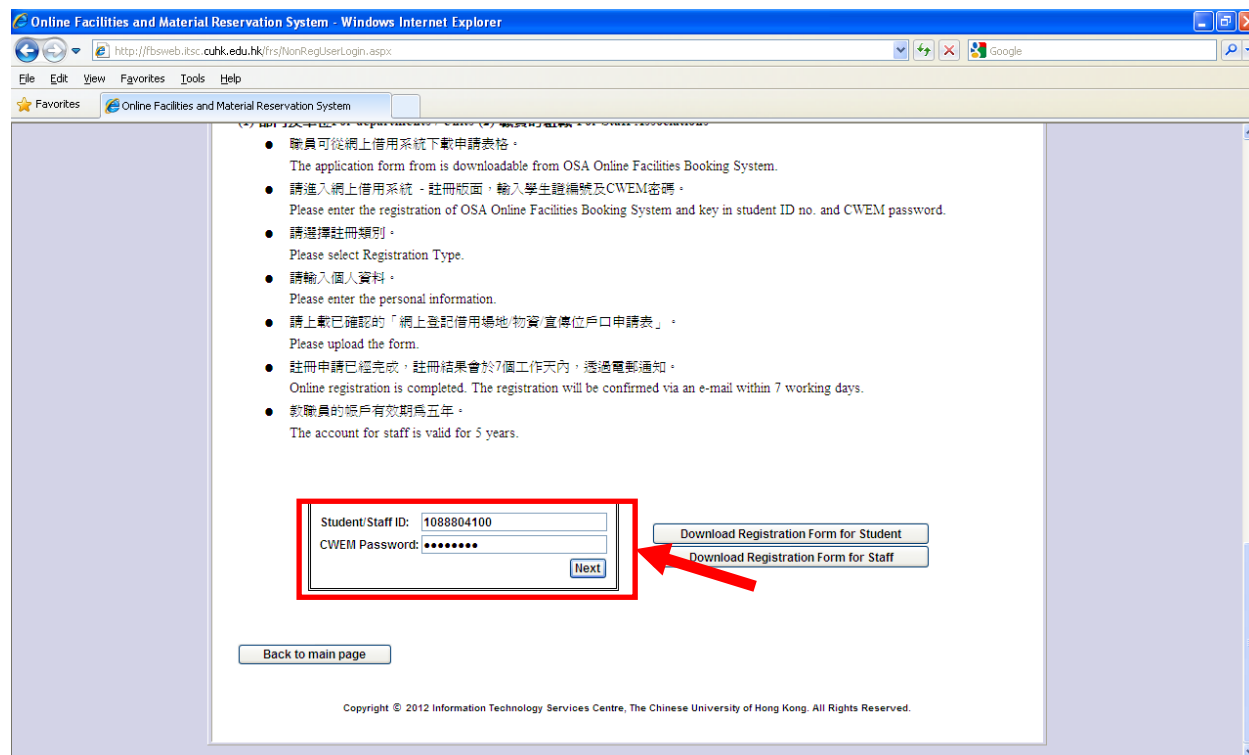 Online Facilities and Material Reservation System - Windows Internet Explorer
http://fbsweb.itsc.cuhk.edu.hk/frs/NonRegUserLogin.aspx
Google
File Edit View Favorites Tools Help
Favorites
Online Facilities and Material Reservation System
職員可從網上借用系統下載申請表格。
The application form from is downloadable from OSA Online Facilities Booking System.
請進入網上借用系統 - 註冊版面，輸入學生證編號及CWEM密碼。
Please enter the registration of OSA Online Facilities Booking System and key in student ID no. and CWEM password.
請選擇註冊類別。
Please select Registration Type.
請輸入個人資料。
Please enter the personal information.
請上載已確認的「網上登記借用場地/物資/宣傳位戶口申請表」。
Please upload the form.
註冊申請已經完成，註冊結果會於7個工作天內，透過電郵通知。
Online registration is completed. The registration will be confirmed via an e-mail within 7 working days.
教職員的帳戶有效期為五年。
The account for staff is valid for 5 years.
Student/Staff ID: 1088804100
CWEM Password: ••••••••
Next
Download Registration Form for Student
Download Registration Form for Staff
Back to main page
Copyright © 2012 Information Technology Services Centre, The Chinese University of Hong Kong. All Rights Reserved.